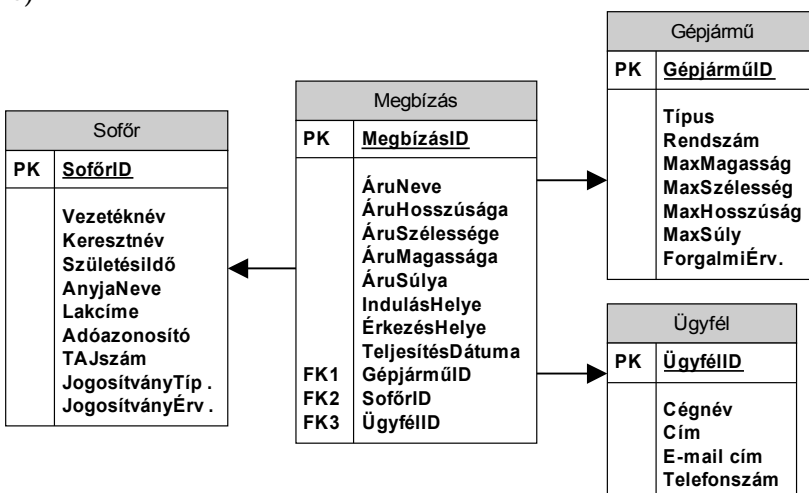 Sofőr
PK SofőrID
Vezetéknév
Keresztnév
SzületésiIdő
AnyjaNeve
Lakcíme
Adóazonosító
TAJszám
JogosítványTíp .
JogosítványÉrv .
Megbízás
PK MegbízásID
ÁruNeve
ÁruHosszúsága
ÁruSzélessége
ÁruMagassága
ÁruSúlya
IndulásHelye
ÉrkezésHelye
TeljesítésDátuma
FK1 GépjárműID
FK2 SofőrID
FK3 ÜgyfélID
Gépjármű
PK GépjárműID
Típus
Rendszám
MaxMagasság
MaxSzélesség
MaxHosszúság
MaxSúly
ForgalmiÉrv.
Ügyfél
PK ÜgyfélID
Cégnév
Cím
E-mail cím
Telefonszám